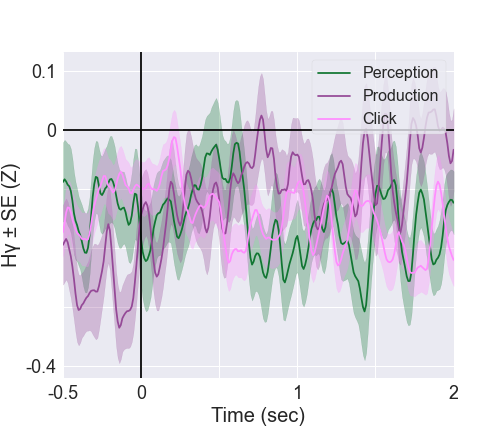 0.1
0
-0.4
Hγ ± SE (Z)
Perception
Production
Click
-0.5
0
1
2
Time (sec)